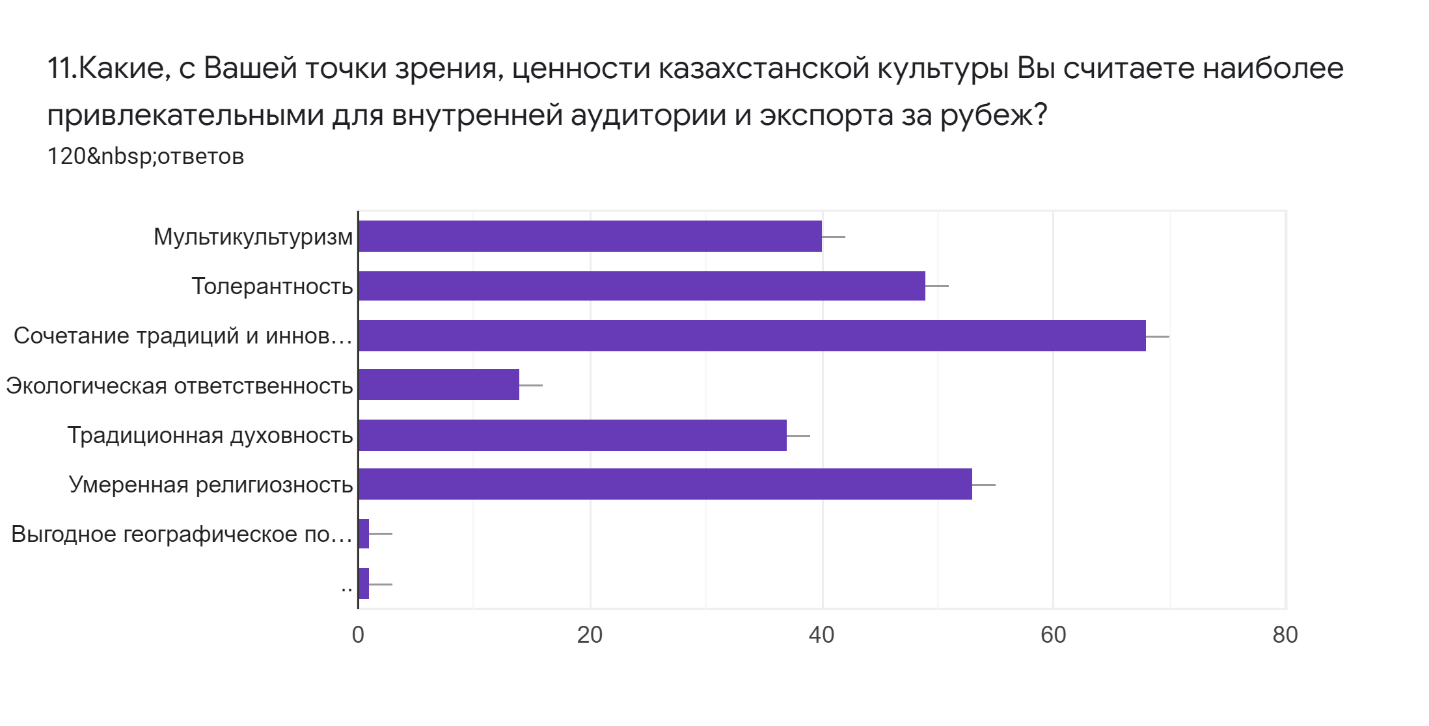 11.Какие, с Вашей точки зрения, ценности казахстанской культуры Вы считаете наиболее
привлекательными для внутренней аудитории и экспорта за рубеж?
120&nbsp;ответов
Мультикультуризм
Толерантность
Сочетание традиций и иннов…
Экологическая ответственность
Традиционная духовность
Умеренная религиозность
Выгодное географическое по…
..
0 20 40 60 80